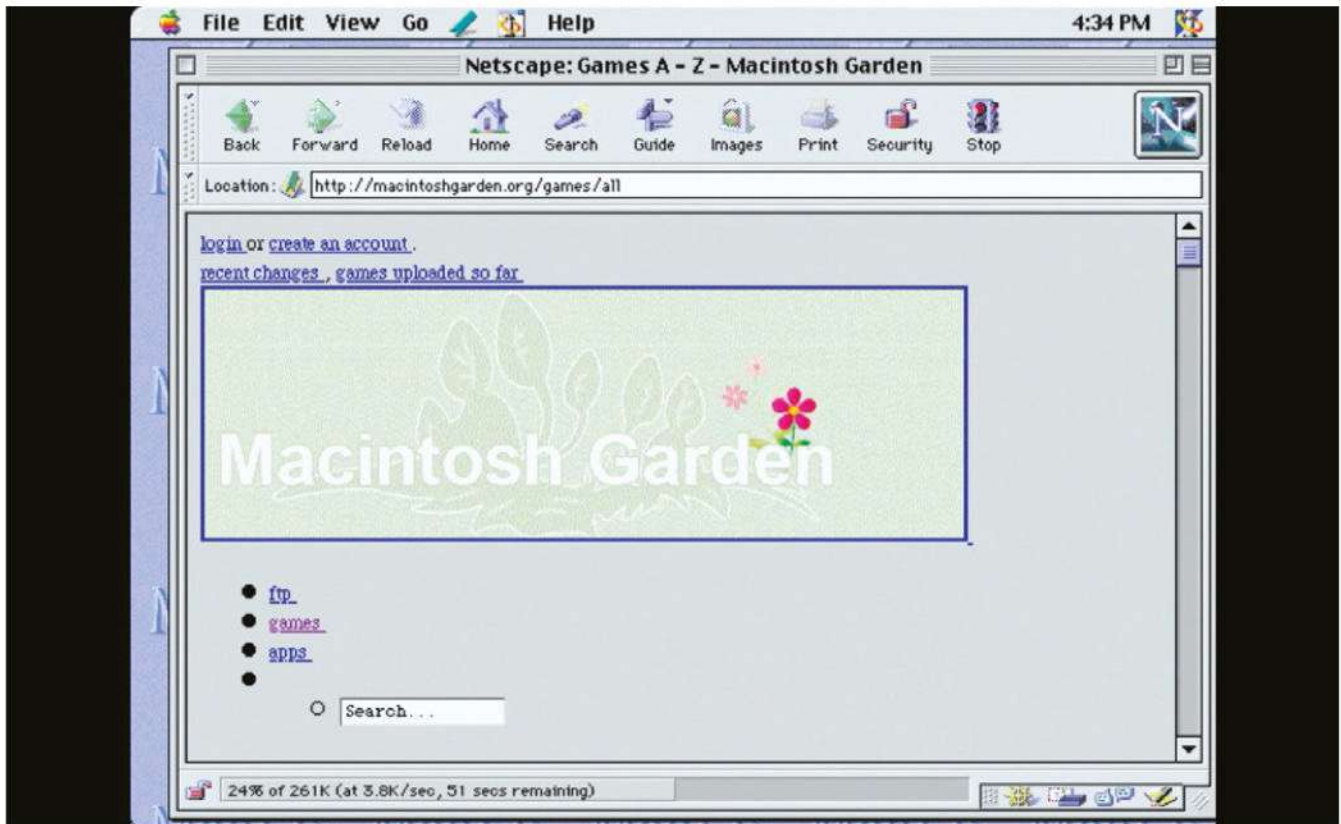 File Edit View Go Help 4:34 PM
Netscape: Games A - Z - Macintosh Garden
Back Forward Reload Home Search Guide Images Print Security Stop
N
Location: http://macintoshgarden.org/games/all
login or create an account .
recent changes , games uploaded so far
Macintosh Garden
ftp
games
apps
Search...
24% of 261K (at 3.8K/sec, 51 secs remaining)